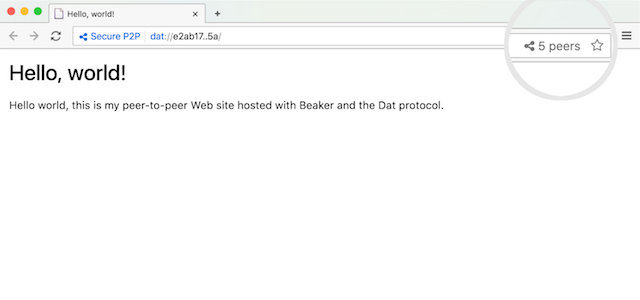 Hello, world!
Secure P2P dat://e2ab17..5a/ 5 peers
Hello, world!
Hello world, this is my peer-to-peer Web site hosted with Beaker and the Dat protocol.